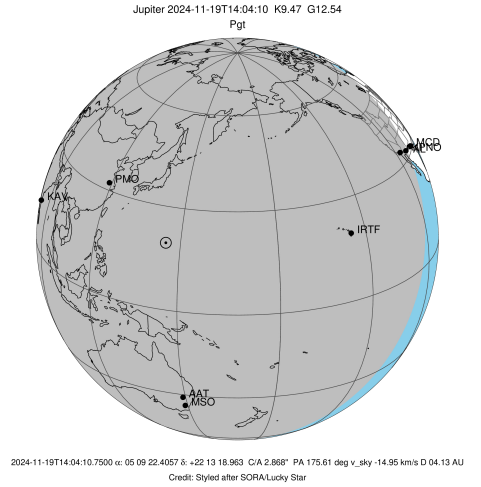 Jupiter 2024-11-19T14:04:10 K9.47 G12.54
Pgt
MCD
KAV
PMO
IRTF
AAT
MSO
2024-11-19T14:04:10.7500 α: 05 09 22.4057 δ: +22 13 18.963 C/A 2.868" PA 175.61 deg v_sky -14.95 km/s D 04.13 AU
Credit: Styled after SORA/Lucky Star